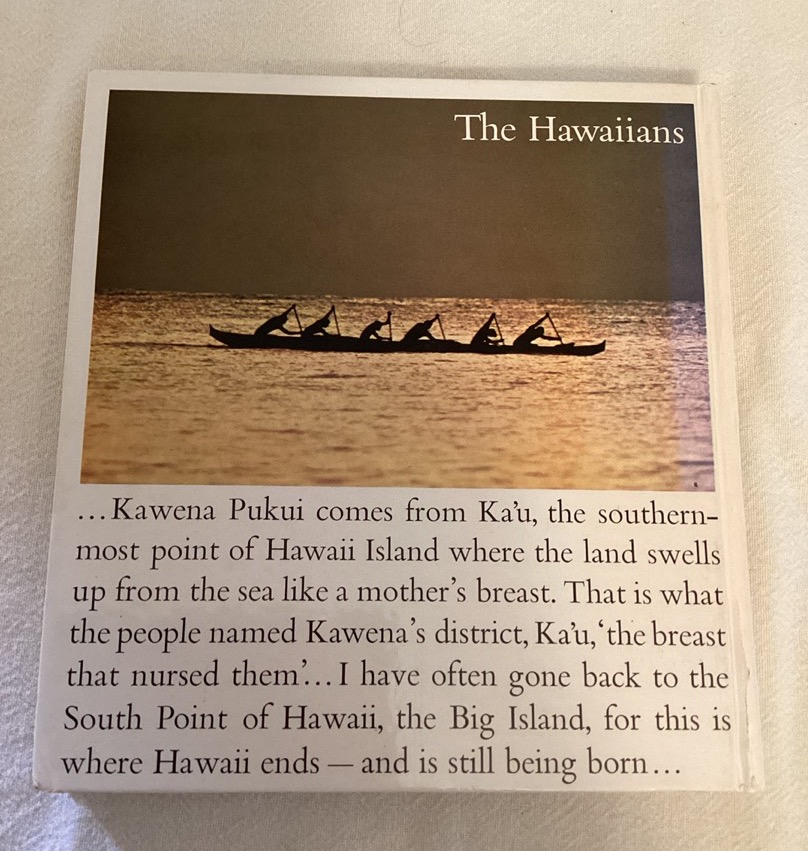 The Hawaiians
...Kawena Pukui comes from Ka'u, the southern-
most point of Hawaii Island where the land swells
up from the sea like a mother's breast. That is what
the people named Kawena's district, Ka'u, ‘the breast
that nursed them’...I have often gone back to the
South Point of Hawaii, the Big Island, for this is
where Hawaii ends — and is still being born...